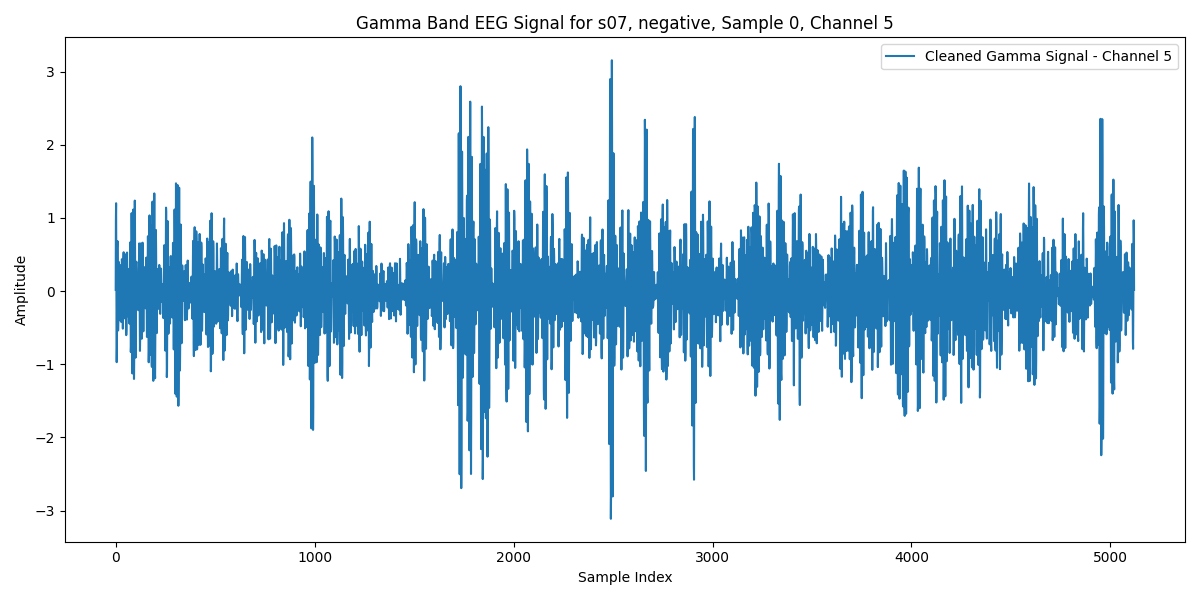 Gamma Band EEG Signal for s07, negative, Sample 0, Channel 5
Cleaned Gamma Signal - Channel 5
3
2
1
0
−1
−2
−3
Amplitude
0 1000 2000 3000 4000 5000
Sample Index